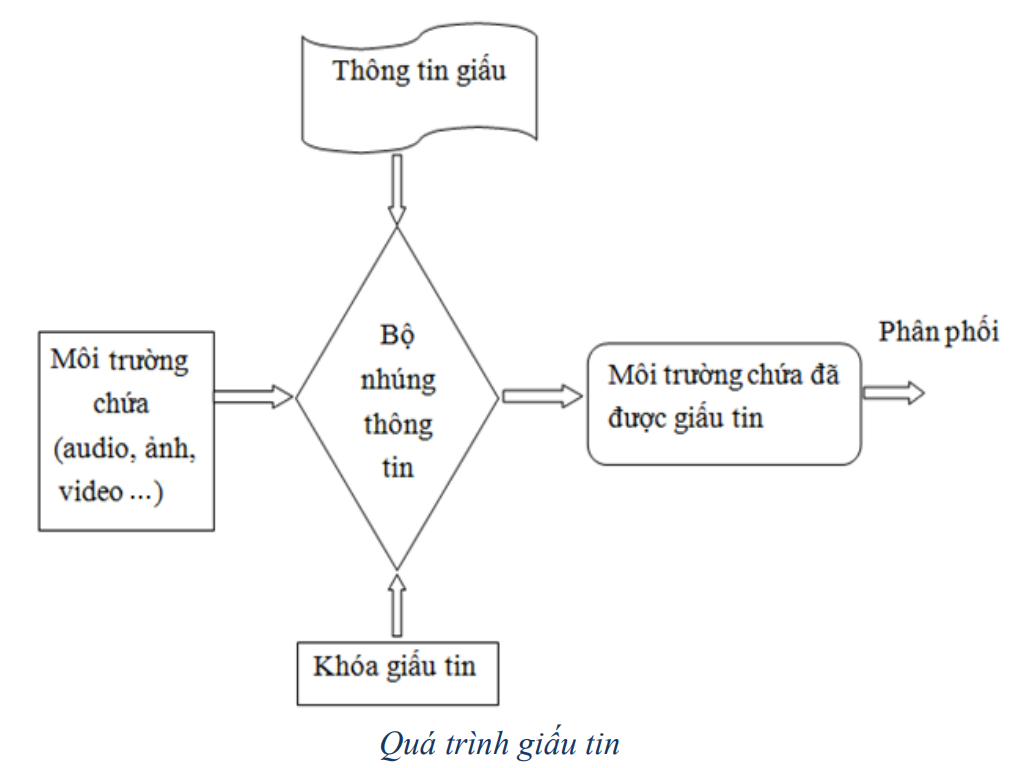 Thông tin giấu
Môi trường
chứa
(audio, ảnh,
video ...)
Bộ
nhúng
thông
tin
Môi trường chứa đã
được giấu tin
Phân phối
Khóa giấu tin
Quá trình giấu tin